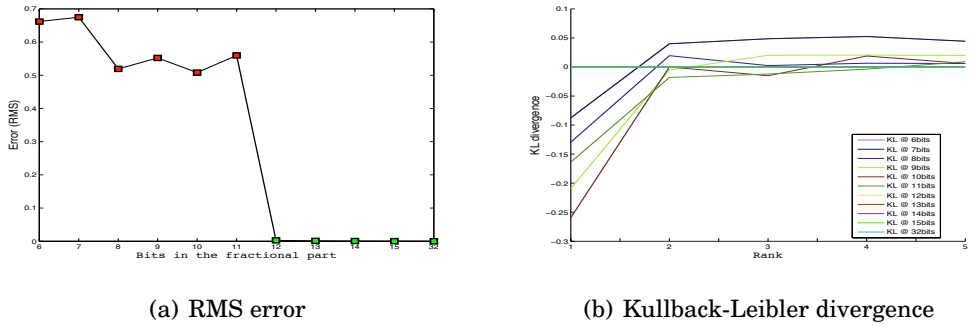 0.7
0.6
0.5
0.4
0.3
0.2
0.1
0
Error (RMS)
6 7 8 9 10 11 12 13 14 15 32
Bits in the fractional part
(a) RMS error
0.1
0.05
0
−0.05
−0.1
−0.15
−0.2
−0.25
−0.3
KL divergence
KL @ 6bits
KL @ 7bits
KL @ 8bits
KL @ 9bits
KL @ 10bits
KL @ 11bits
KL @ 12bits
KL @ 13bits
KL @ 14bits
KL @ 15bits
KL @ 32bits
1 2 3 4 5
Rank
(b) Kullback-Leibler divergence